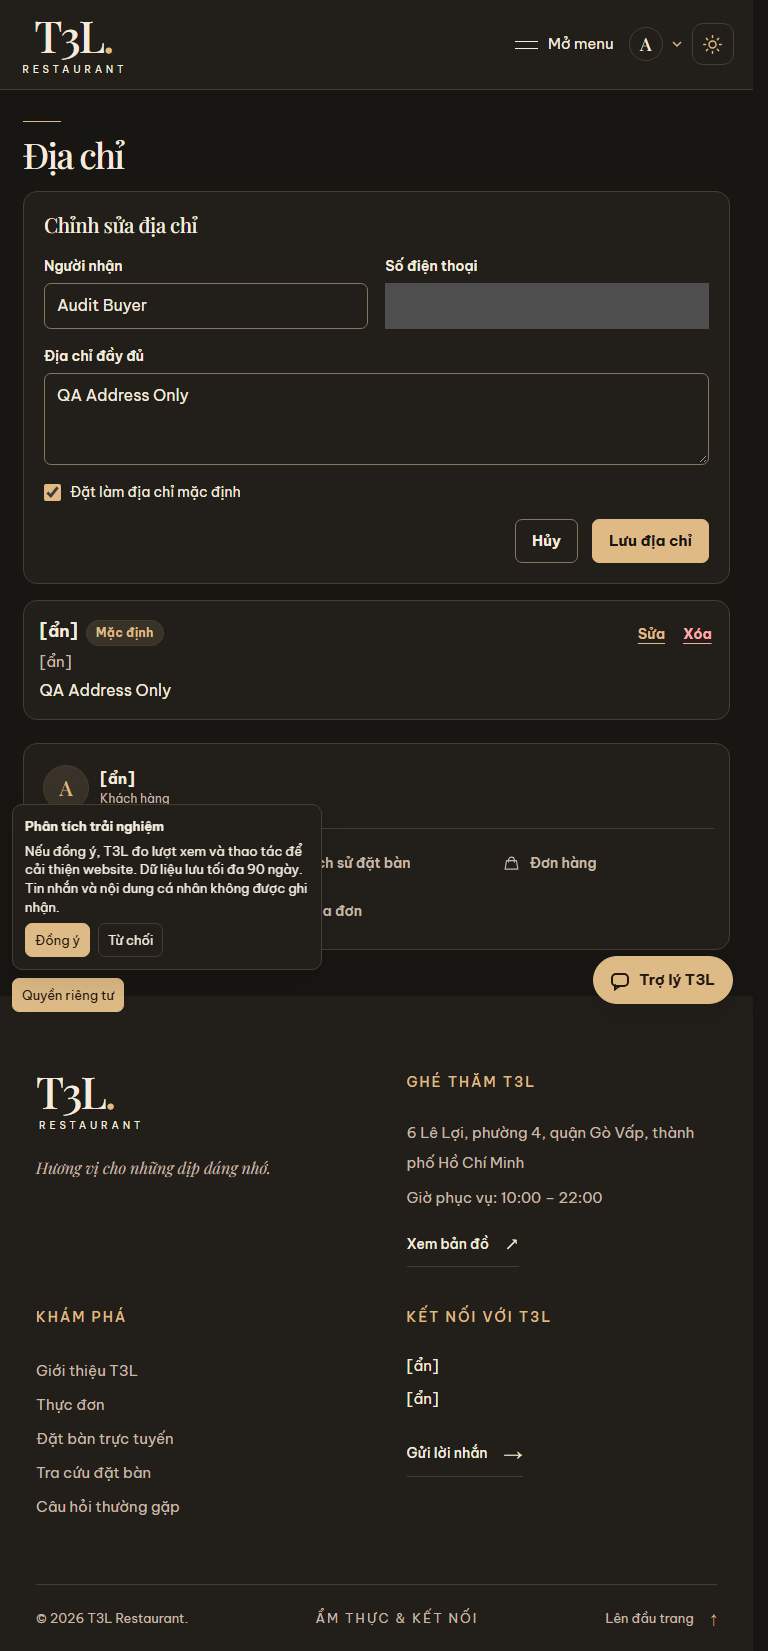 T3L.
RESTAURANT
Mở menu
A
Địa chỉ
Chỉnh sửa địa chỉ
Người nhận
Số điện thoại
Audit Buyer
Địa chỉ đầy đủ
QA Address Only
Đặt làm địa chỉ mặc định
Hủy
Lưu địa chỉ
[ẩn]
Mặc định
Sửa
Xóa
[ẩn]
QA Address Only
A
[ẩn]
Khách hàng
Phân tích trải nghiệm
Nếu đồng ý, T3L đo lượt xem và thao tác để
cải thiện website. Dữ liệu lưu tối đa 90 ngày.
Tin nhắn và nội dung cá nhân không được ghi
nhận.
Đồng ý
Từ chối
ch sử đặt bàn
Đơn hàng
a đơn
Quyền riêng tư
Trợ lý T3L
T3L.
RESTAURANT
Hương vị cho những dịp đáng nhớ.
GHÉ THĂM T3L
6 Lê Lợi, phường 4, quận Gò Vấp, thành
phố Hồ Chí Minh
Giờ phục vụ: 10:00 – 22:00
Xem bản đồ ↗
KHÁM PHÁ
Giới thiệu T3L
Thực đơn
Đặt bàn trực tuyến
Tra cứu đặt bàn
Câu hỏi thường gặp
KẾT NỐI VỚI T3L
[ẩn]
[ẩn]
Gửi lời nhắn →
© 2026 T3L Restaurant.
ẨM THỰC & KẾT NỐI
Lên đầu trang ↑